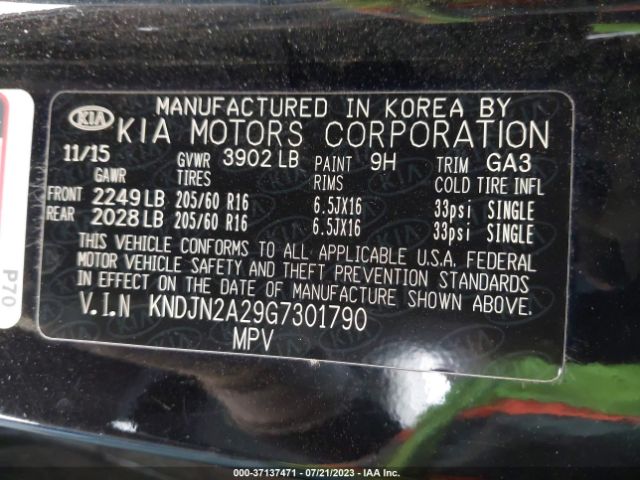 MANUFACTURED IN KOREA BY
KIA KIA MOTORS CORPORATION
11/15 GVWR 3902 LB PAINT 9H TRIM GA3
GAWR TIRES RIMS COLD TIRE INFL
FRONT 2249 LB 205/60 R16 6.5JX16 33psi SINGLE
REAR 2028 LB 205/60 R16 6.5JX16 33psi SINGLE
THIS VEHICLE CONFORMS TO ALL APPLICABLE U.S.A. FEDERAL
MOTOR VEHICLE SAFETY AND THEFT PREVENTION STANDARDS
IN EFFECT ON THE DATE OF MANUFACTURE SHOWN ABOVE.
V.I.N KNDJN2A29G7301790
MPV
P70
000-37137471 - 07/21/2023 - IAA Inc.